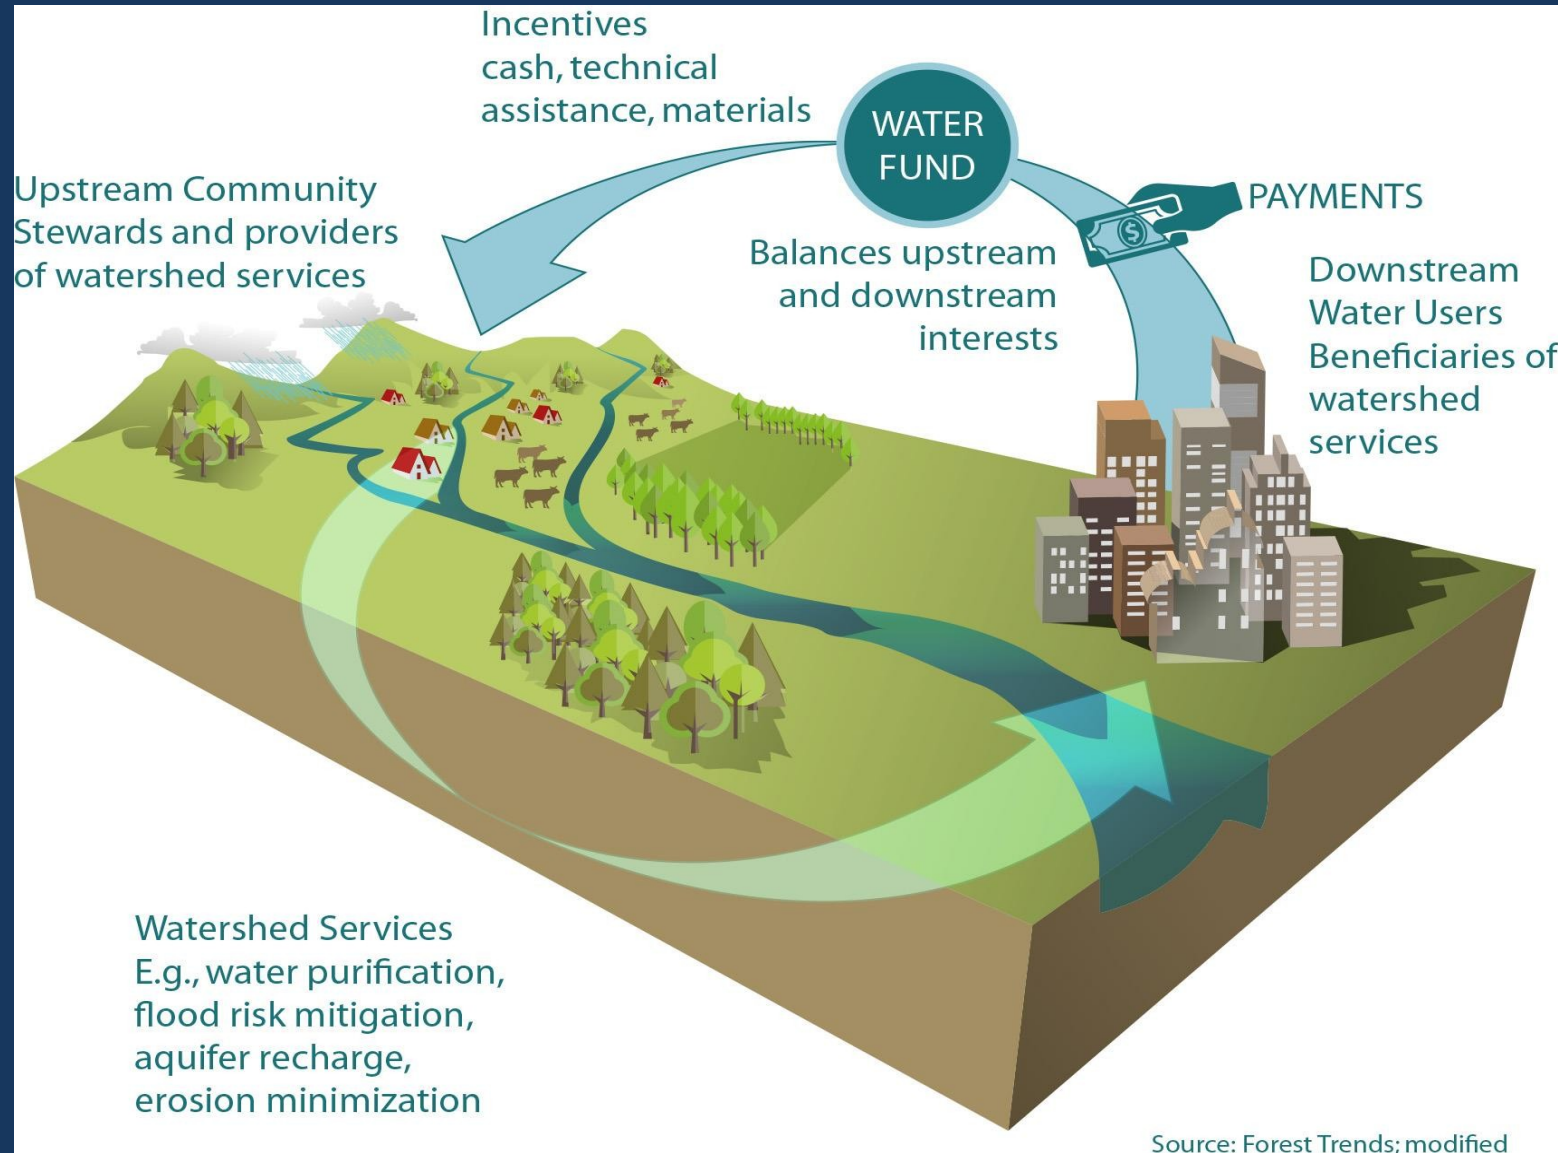 Incentives
cash, technical
assistance, materials
WATER
FUND
PAYMENTS
Upstream Community
Stewards and providers
of watershed services
Balances upstream
and downstream
interests
Downstream
Water Users
Beneficiaries of
watershed
services
Watershed Services
E.g., water purification,
flood risk mitigation,
aquifer recharge,
erosion minimization
Source: Forest Trends; modified